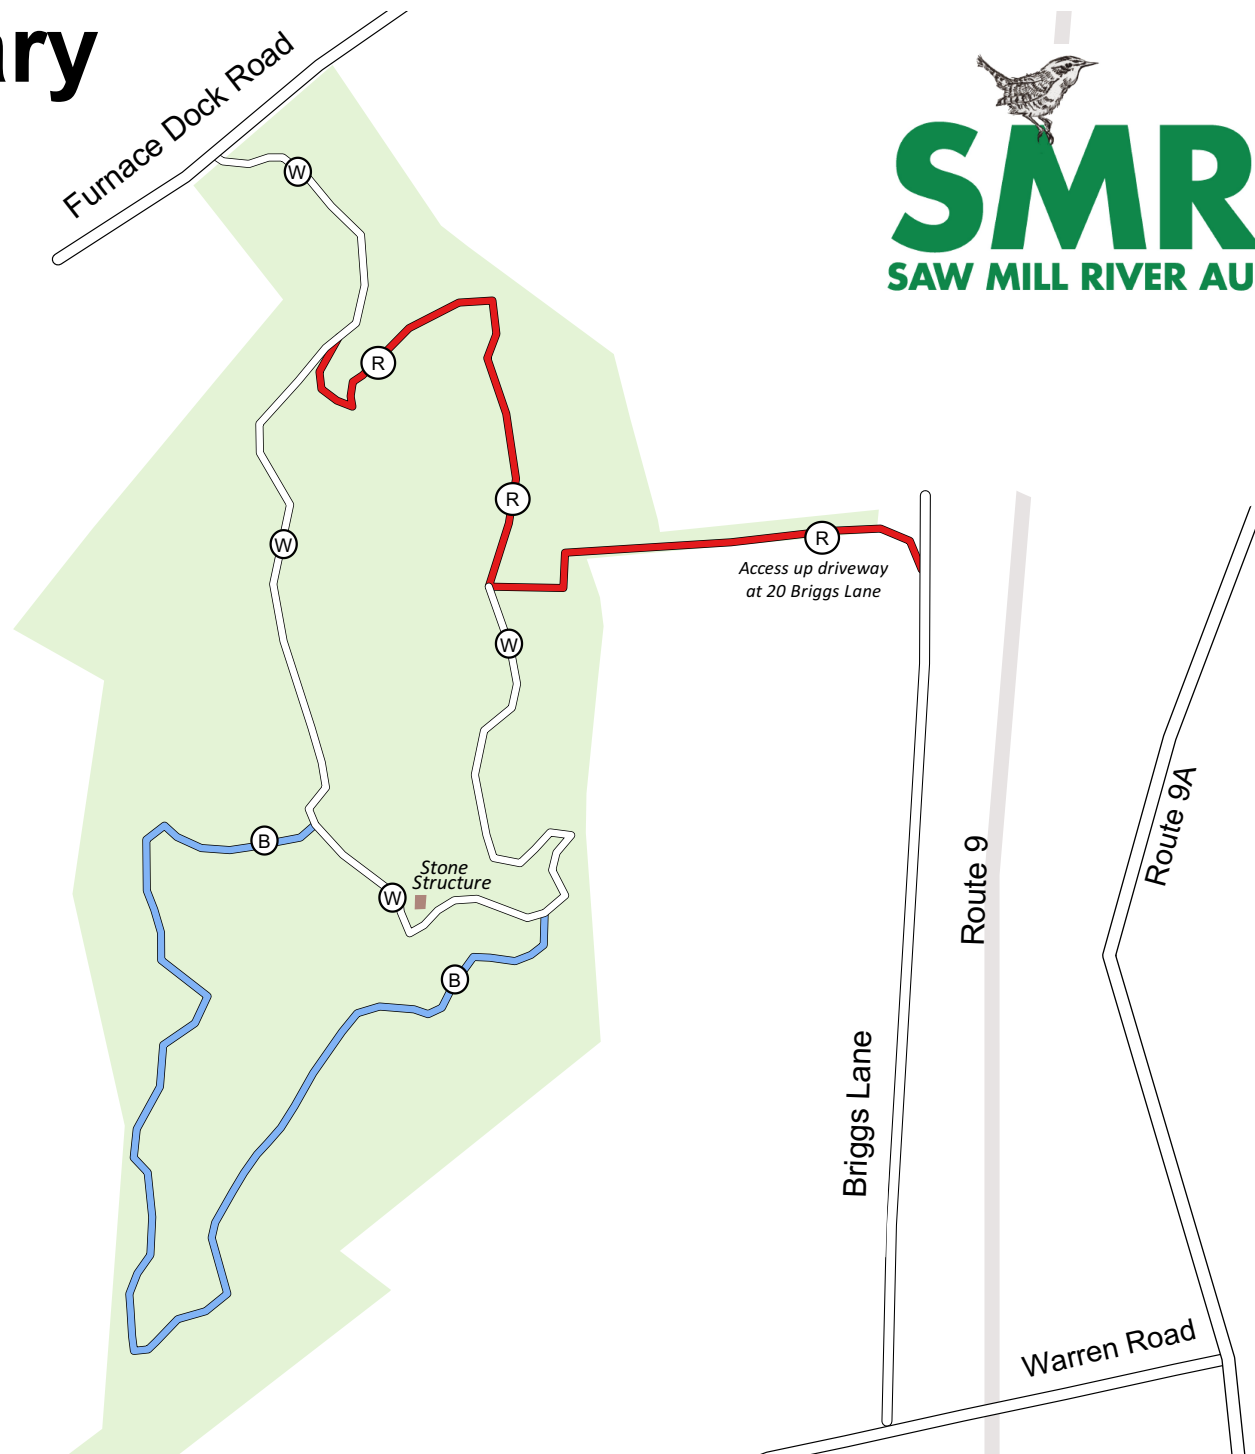 ary
Furnace Dock Road
SMR
SAW MILL RIVER AU
W
R
R
W
R
Access up driveway
at 20 Briggs Lane
W
Route 9A
B
Stone
Structure
W
Route 9
B
Briggs Lane
Warren Road